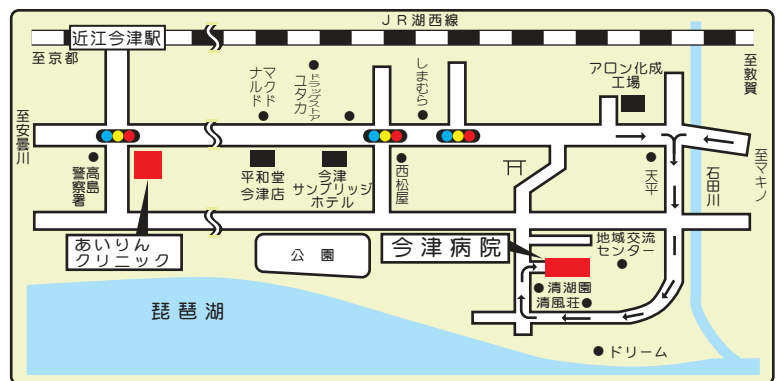 JR湖西線
近江今津駅
至京都
至敦賀
マクド
ナルド
ドラッグストア
ユタカ
しまむら
アロン化成
工場
至安曇川
高島
警察署
平和堂
今津店
今津
サンブリッジ
ホテル
西松屋
天平
石田川
至マキノ
あいりん
クリニック
公園
今津病院
地域交流
センター
清湖園
清風荘
琵琶湖
ドリーム